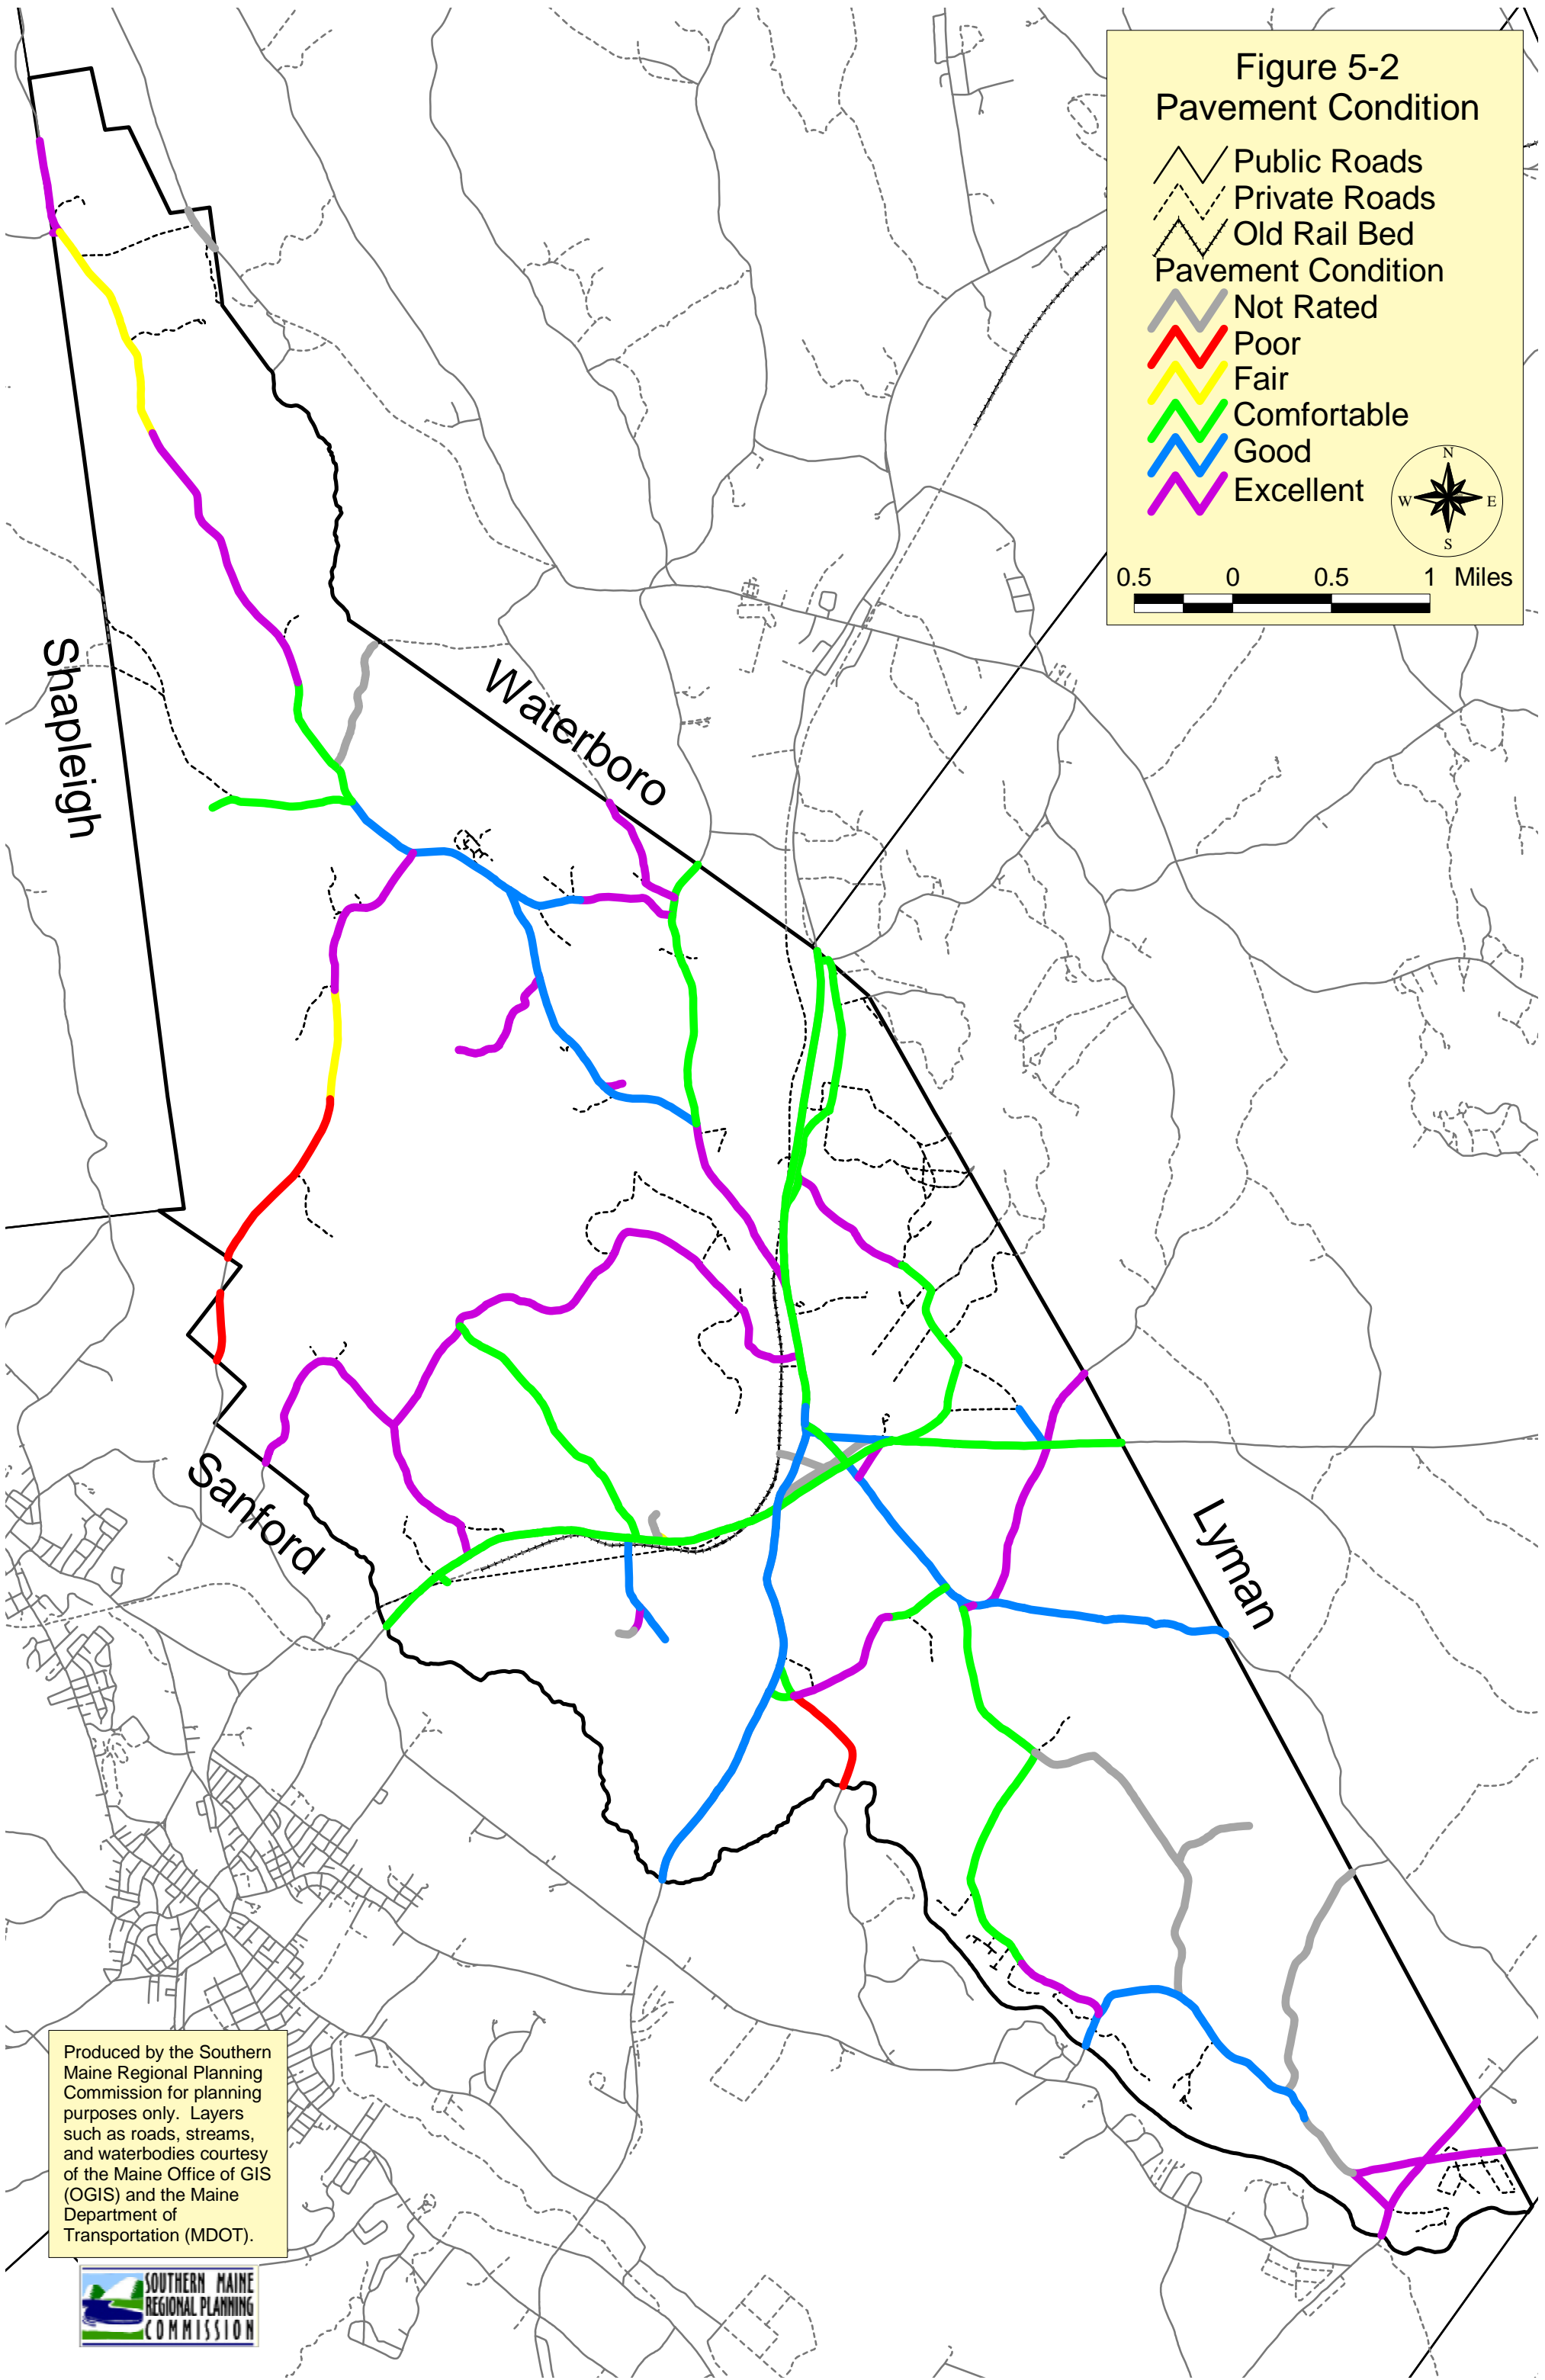 Figure 5-2
Pavement Condition
Public Roads
Private Roads
Old Rail Bed
Pavement Condition
Not Rated
Poor
Fair
Comfortable
Good
Excellent
N
W E
S
0.5 0 0.5 1 Miles
Shapleigh
Waterboro
Sanford
Lyman
Produced by the Southern
Maine Regional Planning
Commission for planning
purposes only. Layers
such as roads, streams,
and waterbodies courtesy
of the Maine Office of GIS
(OGIS) and the Maine
Department of
Transportation (MDOT).
SOUTHERN MAINE
REGIONAL PLANNING
COMMISSION